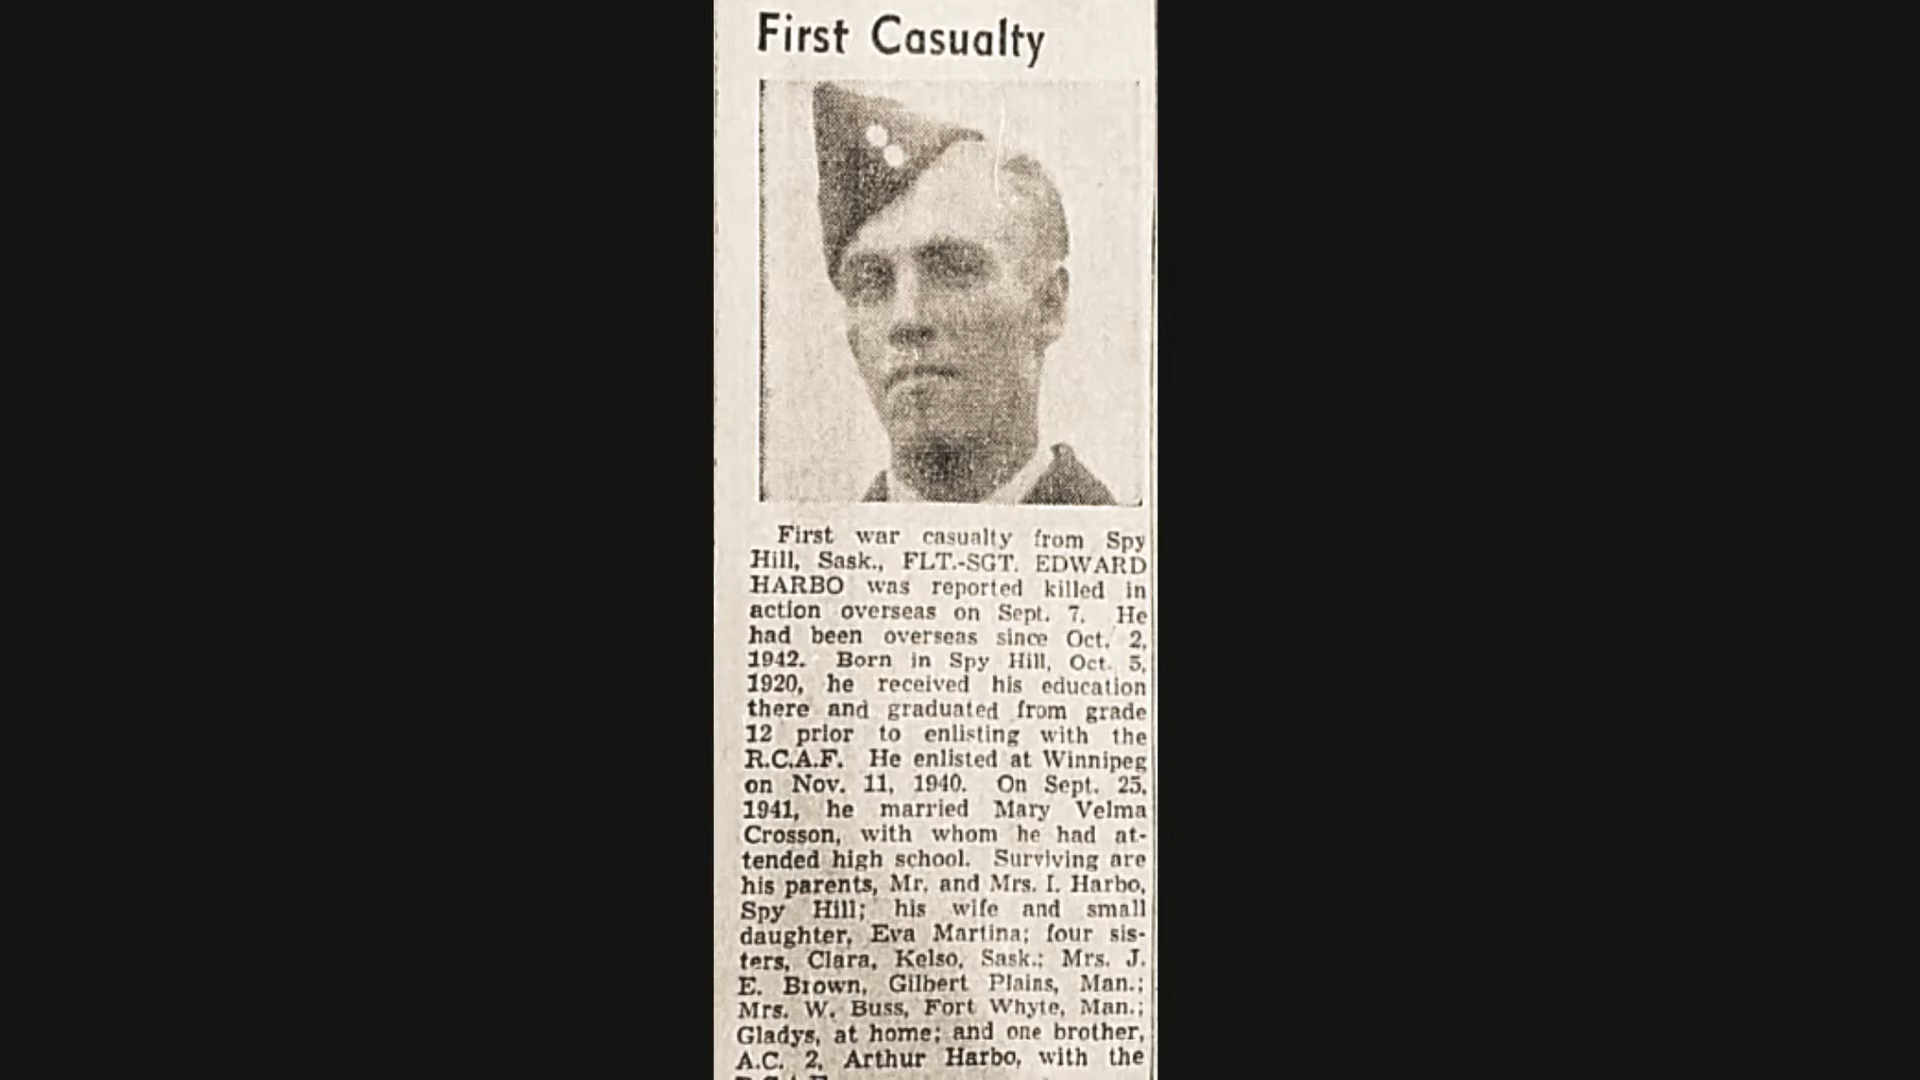 First Casualty
First war casualty from Spy
Hill, Sask., FLT.-SGT. EDWARD
HARBO was reported killed in
action overseas on Sept. 7. He
had been overseas since Oct. 2,
1942. Born in Spy Hill, Oct. 5,
1920, he received his education
there and graduated from grade
12 prior to enlisting with the
R.C.A.F. He enlisted at Winnipeg
on Nov. 11, 1940. On Sept. 25,
1941, he married Mary Velma
Crosson, with whom he had at-
tended high school. Surviving are
his parents, Mr. and Mrs. I. Harbo,
Spy Hill; his wife and small
daughter, Eva Martina; four sis-
ters, Clara, Kelso, Sask.; Mrs. J.
E. Brown, Gilbert Plains, Man.;
Mrs. W. Buss, Fort Whyte, Man.;
Gladys, at home; and one brother,
A.C. 2, Arthur Harbo, with the